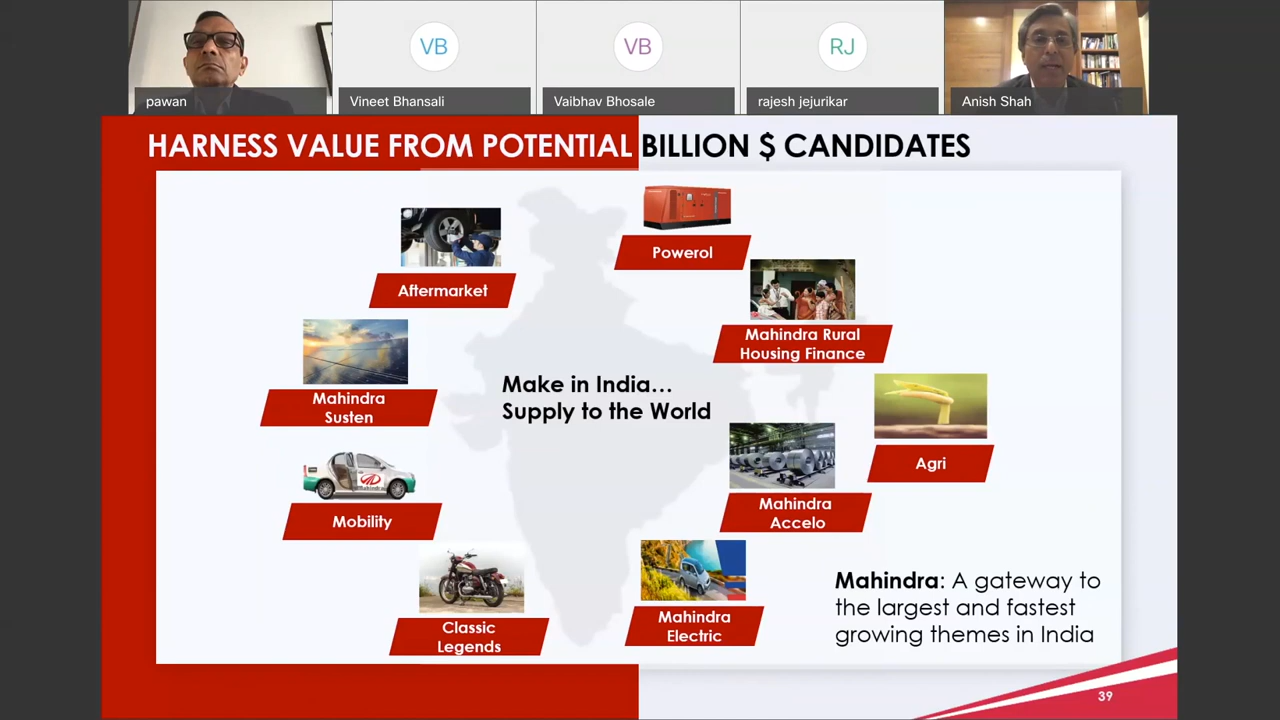 VB
VB
RJ
pawan
Vineet Bhansali
Vaibhav Bhosale
rajesh jejurikar
Anish Shah
HARNESS VALUE FROM POTENTIAL BILLION $ CANDIDATES
Powerol
Aftermarket
Mahindra Rural
Housing Finance
Mahindra
Susten
Make in India…
Supply to the World
Agri
Mahindra
Accelo
mahindra
Mobility
Classic
Legends
Mahindra
Electric
Mahindra: A gateway to
the largest and fastest
growing themes in India
39